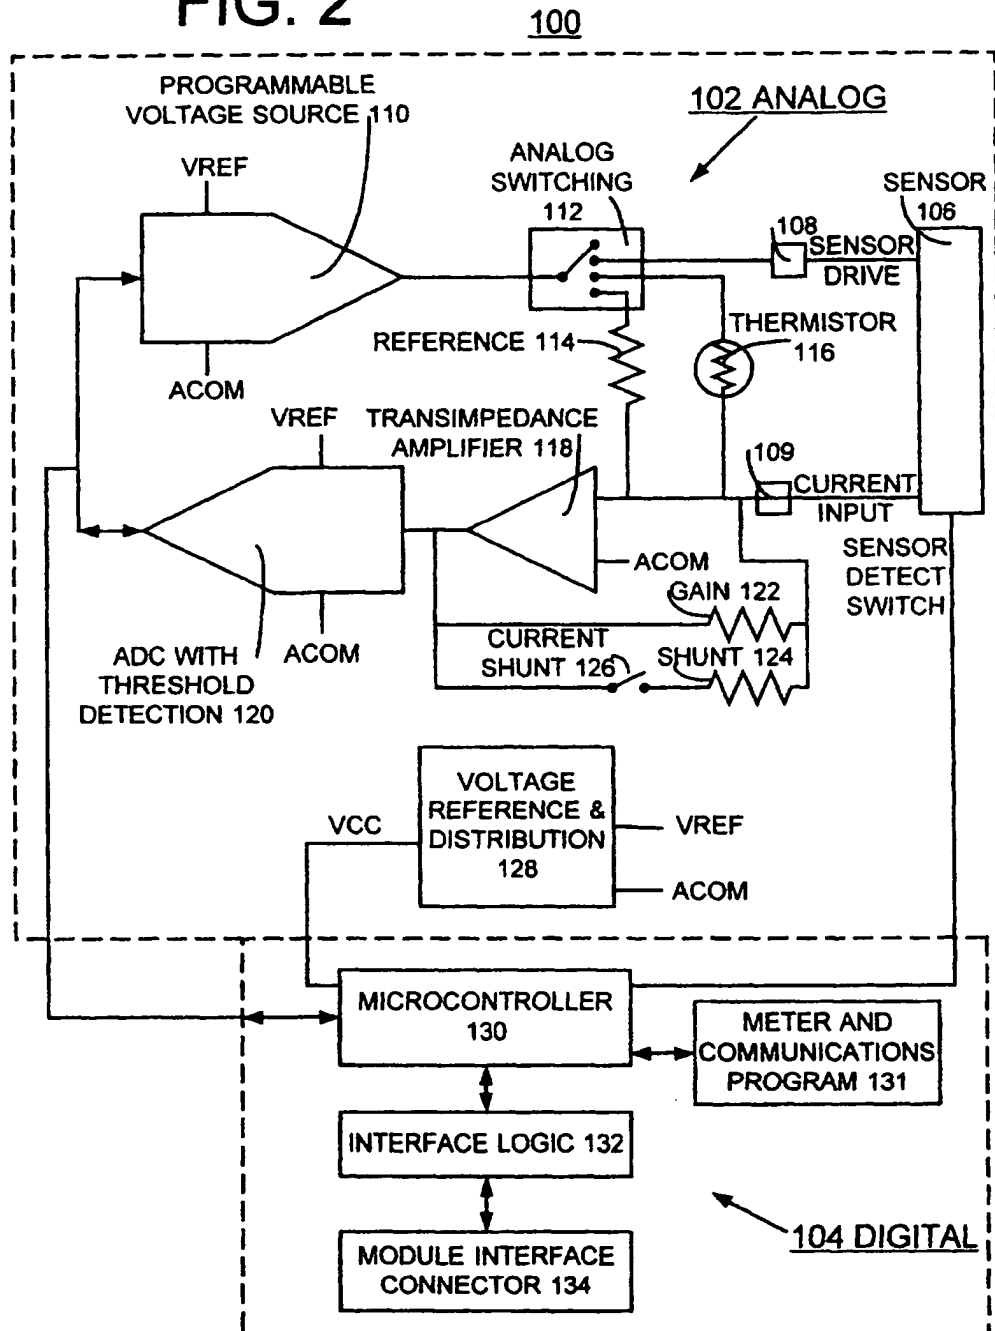 FIG. 2
100
PROGRAMMABLE
VOLTAGE SOURCE 110
102 ANALOG
VREF
ANALOG
SWITCHING
112
SENSOR
106
108
SENSOR
DRIVE
THERMISTOR
116
REFERENCE 114
ACOM
VREF
TRANSIMPEDANCE
AMPLIFIER 118
109
CURRENT
INPUT
SENSOR
DETECT
SWITCH
ACOM
GAIN 122
CURRENT
SHUNT 126
SHUNT 124
ACOM
ADC WITH
THRESHOLD
DETECTION 120
VOLTAGE
REFERENCE &
DISTRIBUTION
128
VCC
VREF
ACOM
MICROCONTROLLER
130
METER AND
COMMUNICATIONS
PROGRAM 131
INTERFACE LOGIC 132
104 DIGITAL
MODULE INTERFACE
CONNECTOR 134